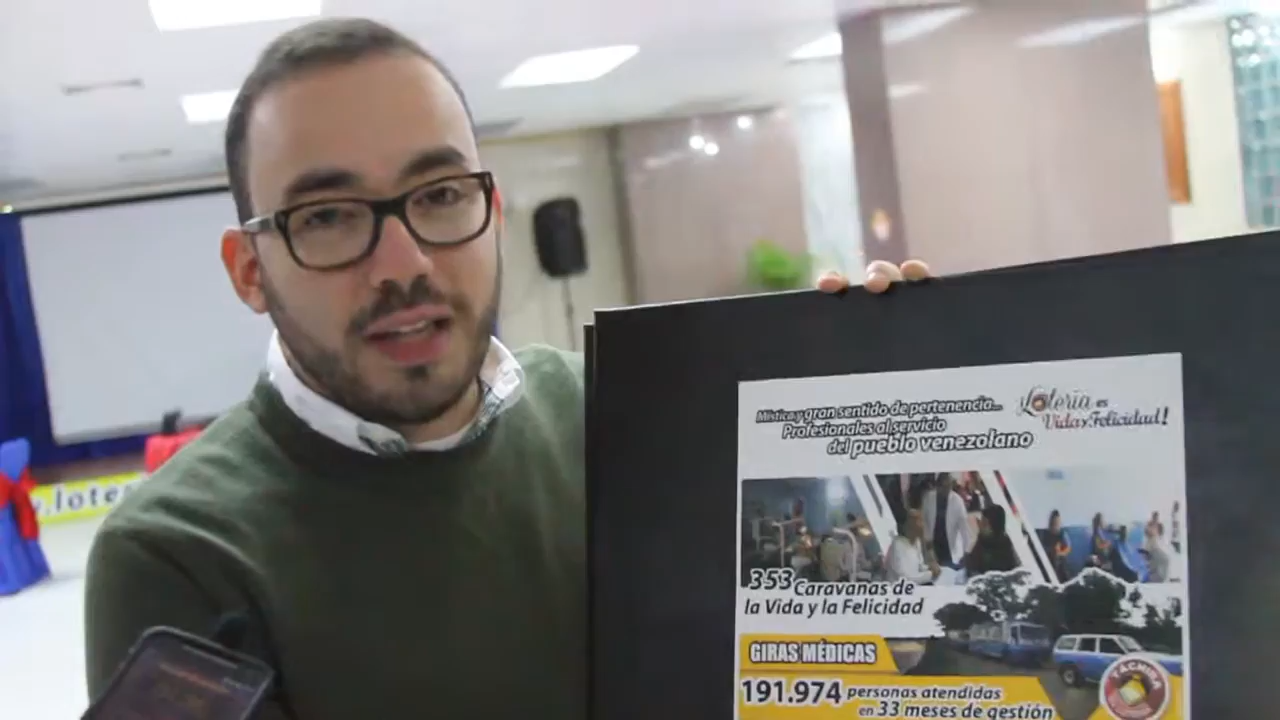 Mística y gran sentido de pertenencia...
Profesionales al servicio
del pueblo venezolano
¡Lotería es
Vida y Felicidad!
353 Caravanas de
la Vida y la Felicidad
GIRAS MÉDICAS
191.974 personas atendidas
en 33 meses de gestión
TÁCHIRA
.lote